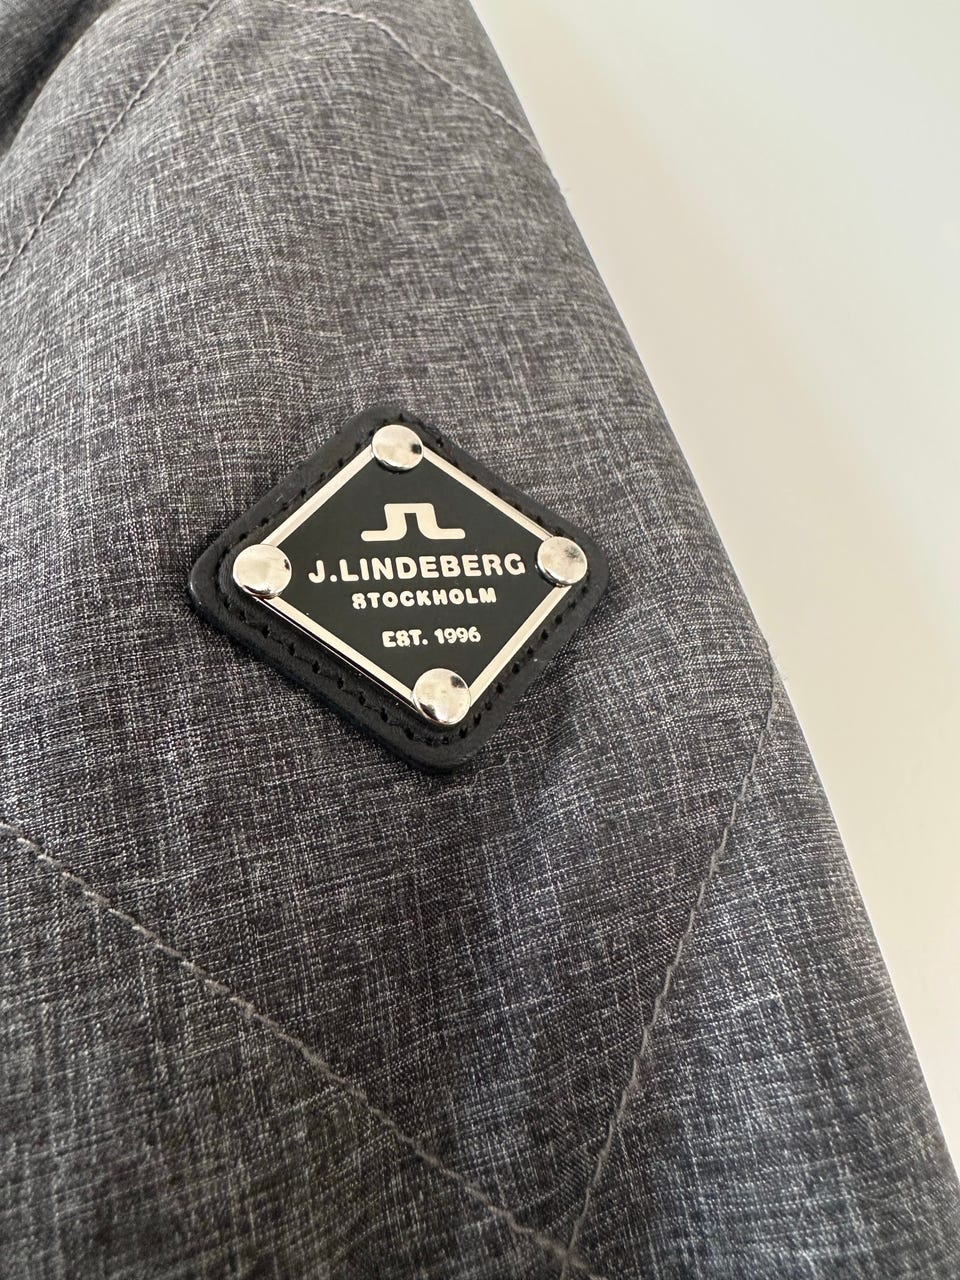 J.LINDEBERG
STOCKHOLM
EST. 1996